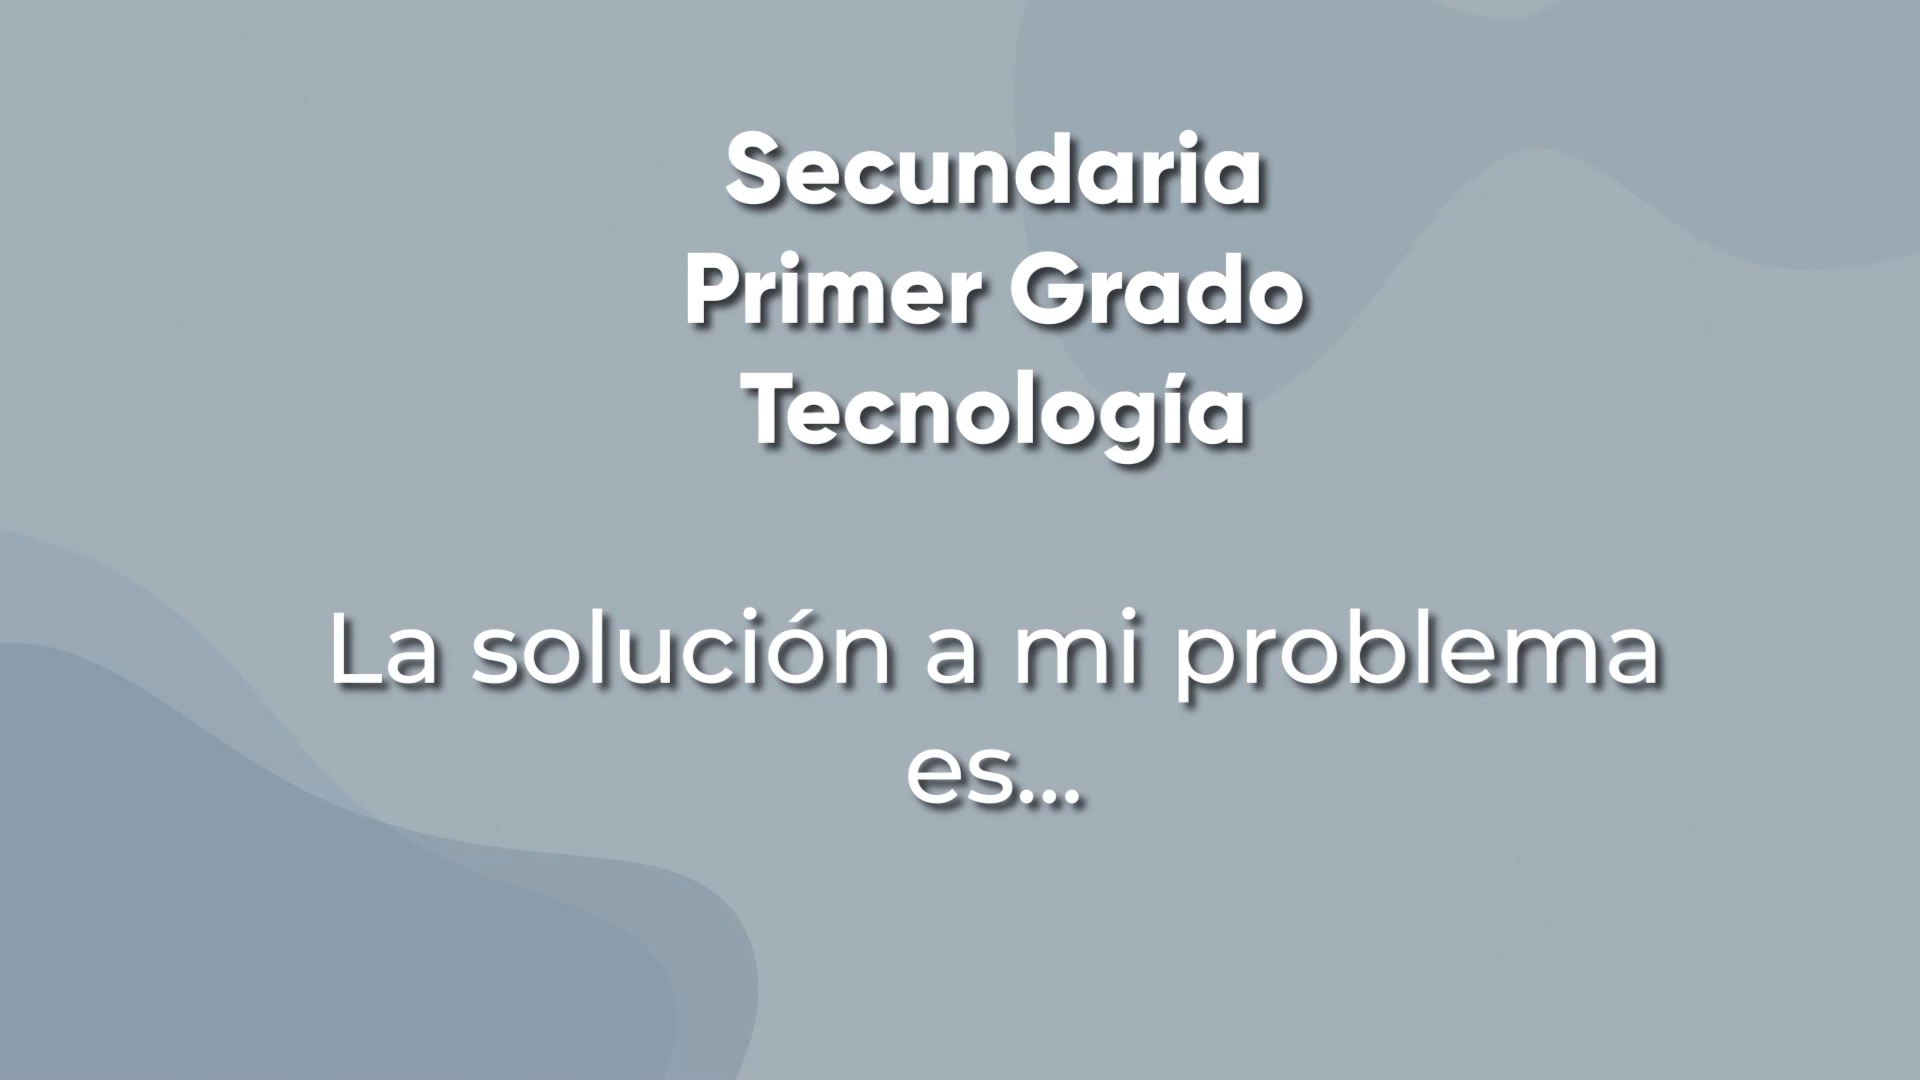 Secundaria
Primer Grado
Tecnología
La solución a mi problema
es...